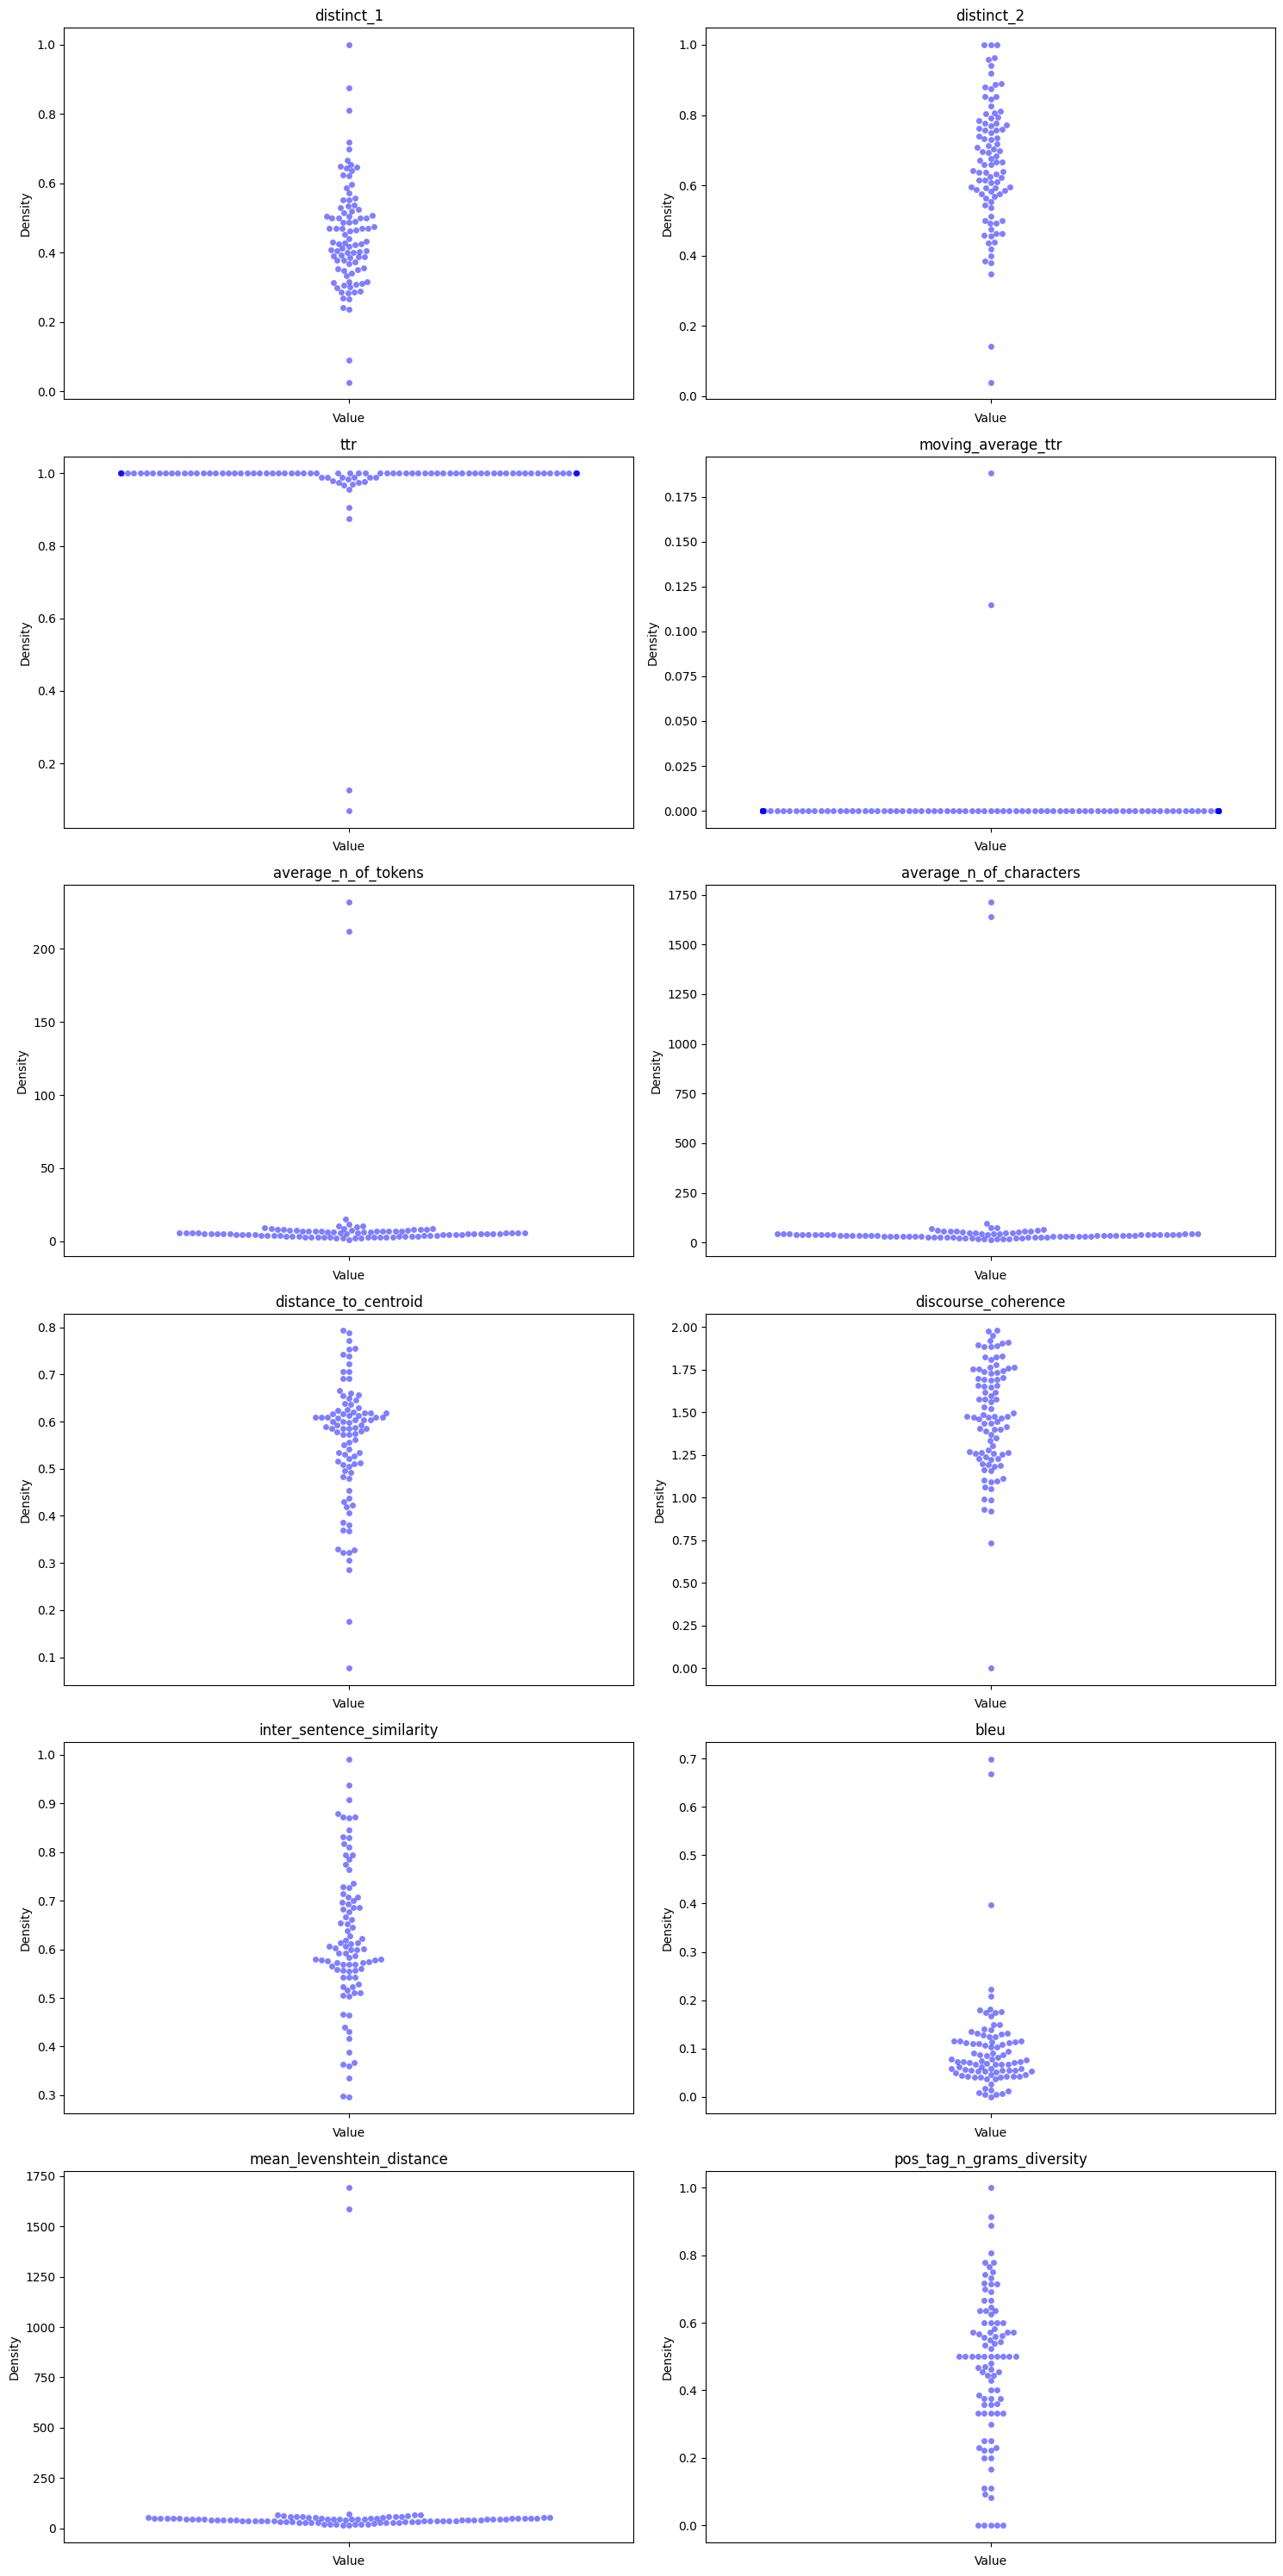 distinct_1
1.0
0.8
0.6
0.4
0.2
0.0
Density
Value
distinct_2
1.0
0.8
0.6
0.4
0.2
0.0
Density
Value
ttr
1.0
0.8
0.6
0.4
0.2
Density
Value
moving_average_ttr
0.175
0.150
0.125
0.100
0.075
0.050
0.025
0.000
Density
Value
average_n_of_tokens
200
150
100
50
0
Density
Value
average_n_of_characters
1750
1500
1250
1000
750
500
250
0
Density
Value
distance_to_centroid
0.8
0.7
0.6
0.5
0.4
0.3
0.2
0.1
Density
Value
discourse_coherence
2.00
1.75
1.50
1.25
1.00
0.75
0.50
0.25
0.00
Density
Value
inter_sentence_similarity
1.0
0.9
0.8
0.7
0.6
0.5
0.4
0.3
Density
Value
bleu
0.7
0.6
0.5
0.4
0.3
0.2
0.1
0.0
Density
Value
mean_levenshtein_distance
1750
1500
1250
1000
750
500
250
0
Density
Value
pos_tag_n_grams_diversity
1.0
0.8
0.6
0.4
0.2
0.0
Density
Value